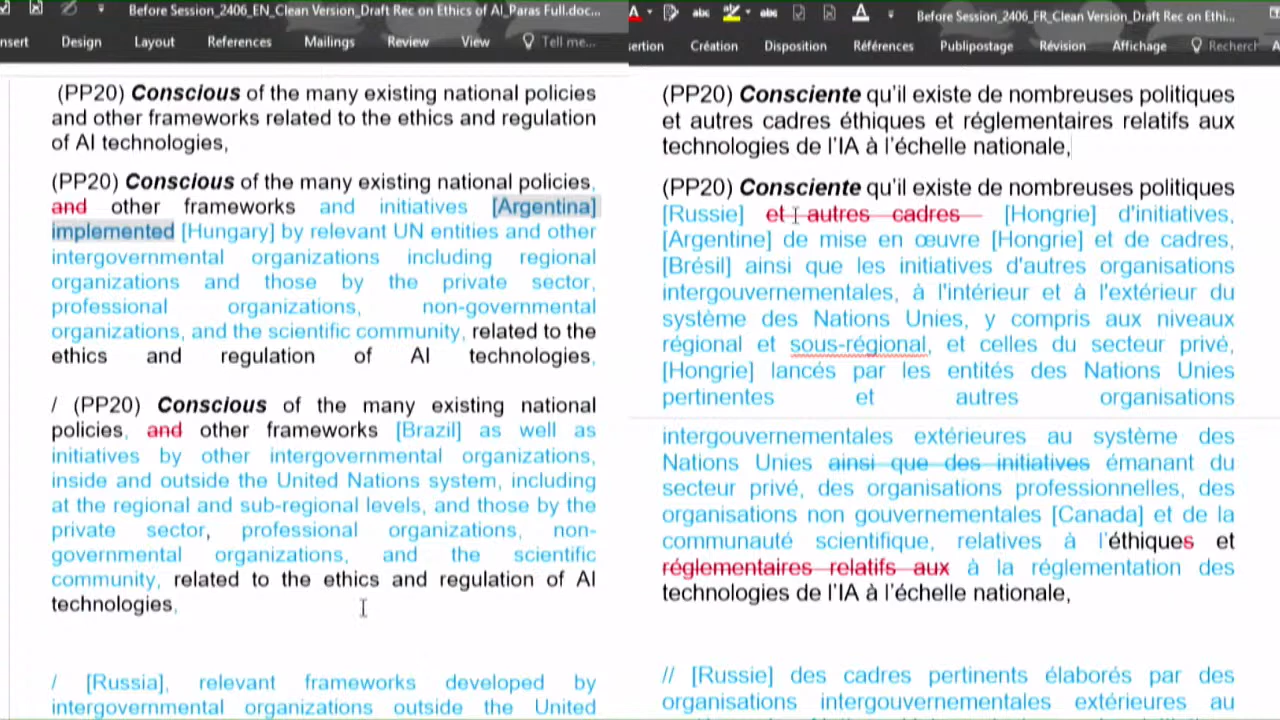 Before Session_2406_EN_Clean Version_Draft Rec on Ethics of AI_Paras Full.doc...
nsert Design Layout References Mailings Review View Tell me...
(PP20) Conscious of the many existing national policies
and other frameworks related to the ethics and regulation
of AI technologies,
(PP20) Conscious of the many existing national policies,
and other frameworks and initiatives [Argentina]
implemented [Hungary] by relevant UN entities and other
intergovernmental organizations including regional
organizations and those by the private sector,
professional organizations, non-governmental
organizations, and the scientific community, related to the
ethics and regulation of AI technologies,
/ (PP20) Conscious of the many existing national
policies, and other frameworks [Brazil] as well as
initiatives by other intergovernmental organizations,
inside and outside the United Nations system, including
at the regional and sub-regional levels, and those by the
private sector, professional organizations, non-
governmental organizations, and the scientific
community, related to the ethics and regulation of AI
technologies,
/ [Russia], relevant frameworks developed by
intergovernmental organizations outside the United
Before Session_2406_FR_Clean Version_Draft Rec on Ethi...
sertion Création Disposition Références Publipostage Révision Affichage Recherc
(PP20) Consciente qu'il existe de nombreuses politiques
et autres cadres éthiques et réglementaires relatifs aux
technologies de l'IA à l'échelle nationale,
(PP20) Consciente qu'il existe de nombreuses politiques
[Russie] et autres cadres [Hongrie] d'initiatives,
[Argentine] de mise en œuvre [Hongrie] et de cadres,
[Brésil] ainsi que les initiatives d'autres organisations
intergouvernementales, à l'intérieur et à l'extérieur du
système des Nations Unies, y compris aux niveaux
régional et sous-régional, et celles du secteur privé,
[Hongrie] lancés par les entités des Nations Unies
pertinentes et autres organisations
intergouvernementales extérieures au système des
Nations Unies ainsi que des initiatives émanant du
secteur privé, des organisations professionnelles, des
organisations non gouvernementales [Canada] et de la
communauté scientifique, relatives à l'éthiques et
réglementaires relatifs aux à la réglementation des
technologies de l'IA à l'échelle nationale,
// [Russie] des cadres pertinents élaborés par des
organisations intergouvernementales extérieures au